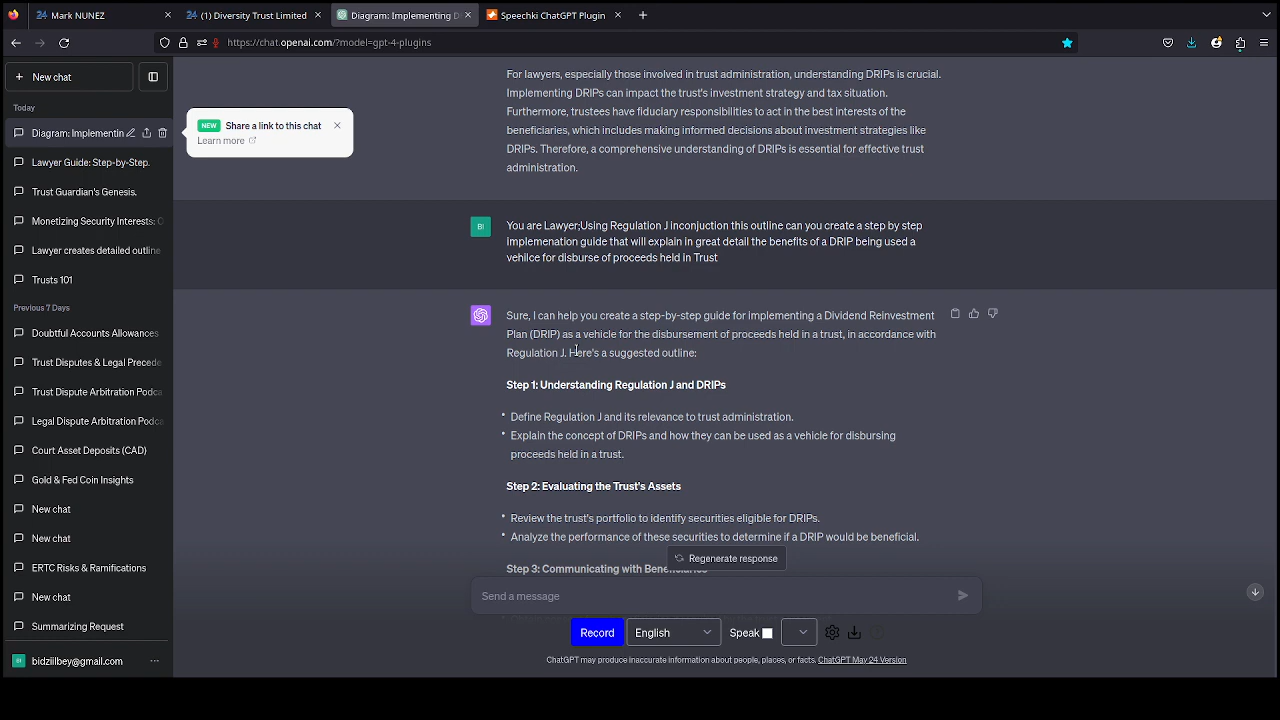 Mark NUNEZ
(1) Diversity Trust Limited
Diagram: Implementing D
Speechki ChatGPT Plugin
https://chat.openai.com/?model=gpt-4-plugins
New chat
Today
Diagram: Implementin
Lawyer Guide: Step-by-Step.
Trust Guardian's Genesis.
Monetizing Security Interests: O
Lawyer creates detailed outline
Trusts 101
Previous 7 Days
Doubtful Accounts Allowances
Trust Disputes & Legal Precede
Trust Dispute Arbitration Podca
Legal Dispute Arbitration Podca
Court Asset Deposits (CAD)
Gold & Fed Coin Insights
New chat
New chat
ERTC Risks & Ramifications
New chat
Summarizing Request
BI
bidziilbey@gmail.com
NEW Share a link to this chat
Learn more
For lawyers, especially those involved in trust administration, understanding DRIPs is crucial.
Implementing DRIPs can impact the trust's investment strategy and tax situation.
Furthermore, trustees have fiduciary responsibilities to act in the best interests of the
beneficiaries, which includes making informed decisions about investment strategies like
DRIPs. Therefore, a comprehensive understanding of DRIPs is essential for effective trust
administration.
BI
You are Lawyer;Using Regulation J inconjuction this outline can you create a step by step
Implemenation guide that will explain in great detail the benefits of a DRIP being used a
vehilce for disburse of proceeds held in Trust
Sure, I can help you create a step-by-step guide for implementing a Dividend Reinvestment
Plan (DRIP) as a vehicle for the disbursement of proceeds held in a trust, in accordance with
Regulation J. Here's a suggested outline:
Step 1: Understanding Regulation J and DRIPs
• Define Regulation J and its relevance to trust administration.
• Explain the concept of DRIPs and how they can be used as a vehicle for disbursing
proceeds held in a trust.
Step 2: Evaluating the Trust's Assets
• Review the trust's portfolio to identify securities eligible for DRIPs.
• Analyze the performance of these securities to determine if a DRIP would be beneficial.
Regenerate response
Step 3: Communicating with Beneficiaries
Send a message
Record
English
Speak
ChatGPT may produce inaccurate information about people, places, or facts. ChatGPT May 24 Version